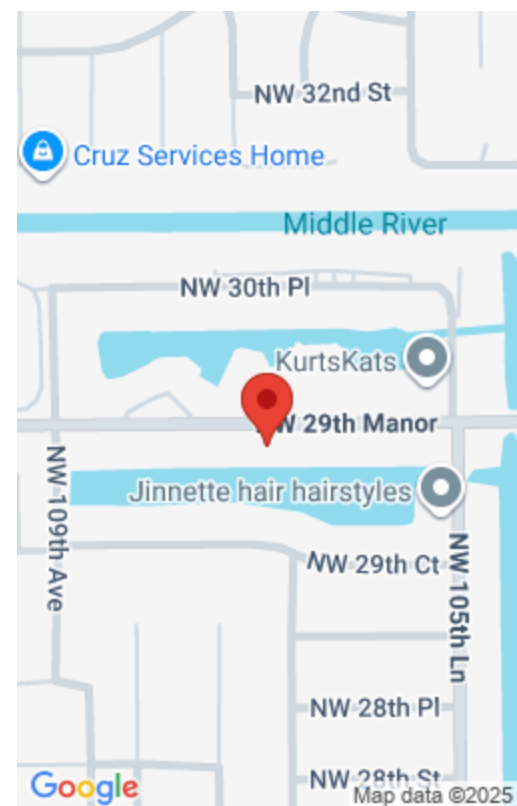 NW 32nd St
Cruz Services Home
Middle River
NW 30th Pl
KurtsKats
NW 29th Manor
Jinnette hair hairstyles
NW 109th Ave
NW 29th Ct
NW 105th Ln
NW 28th Pl
NW 28th St
Google
Map data ©2025